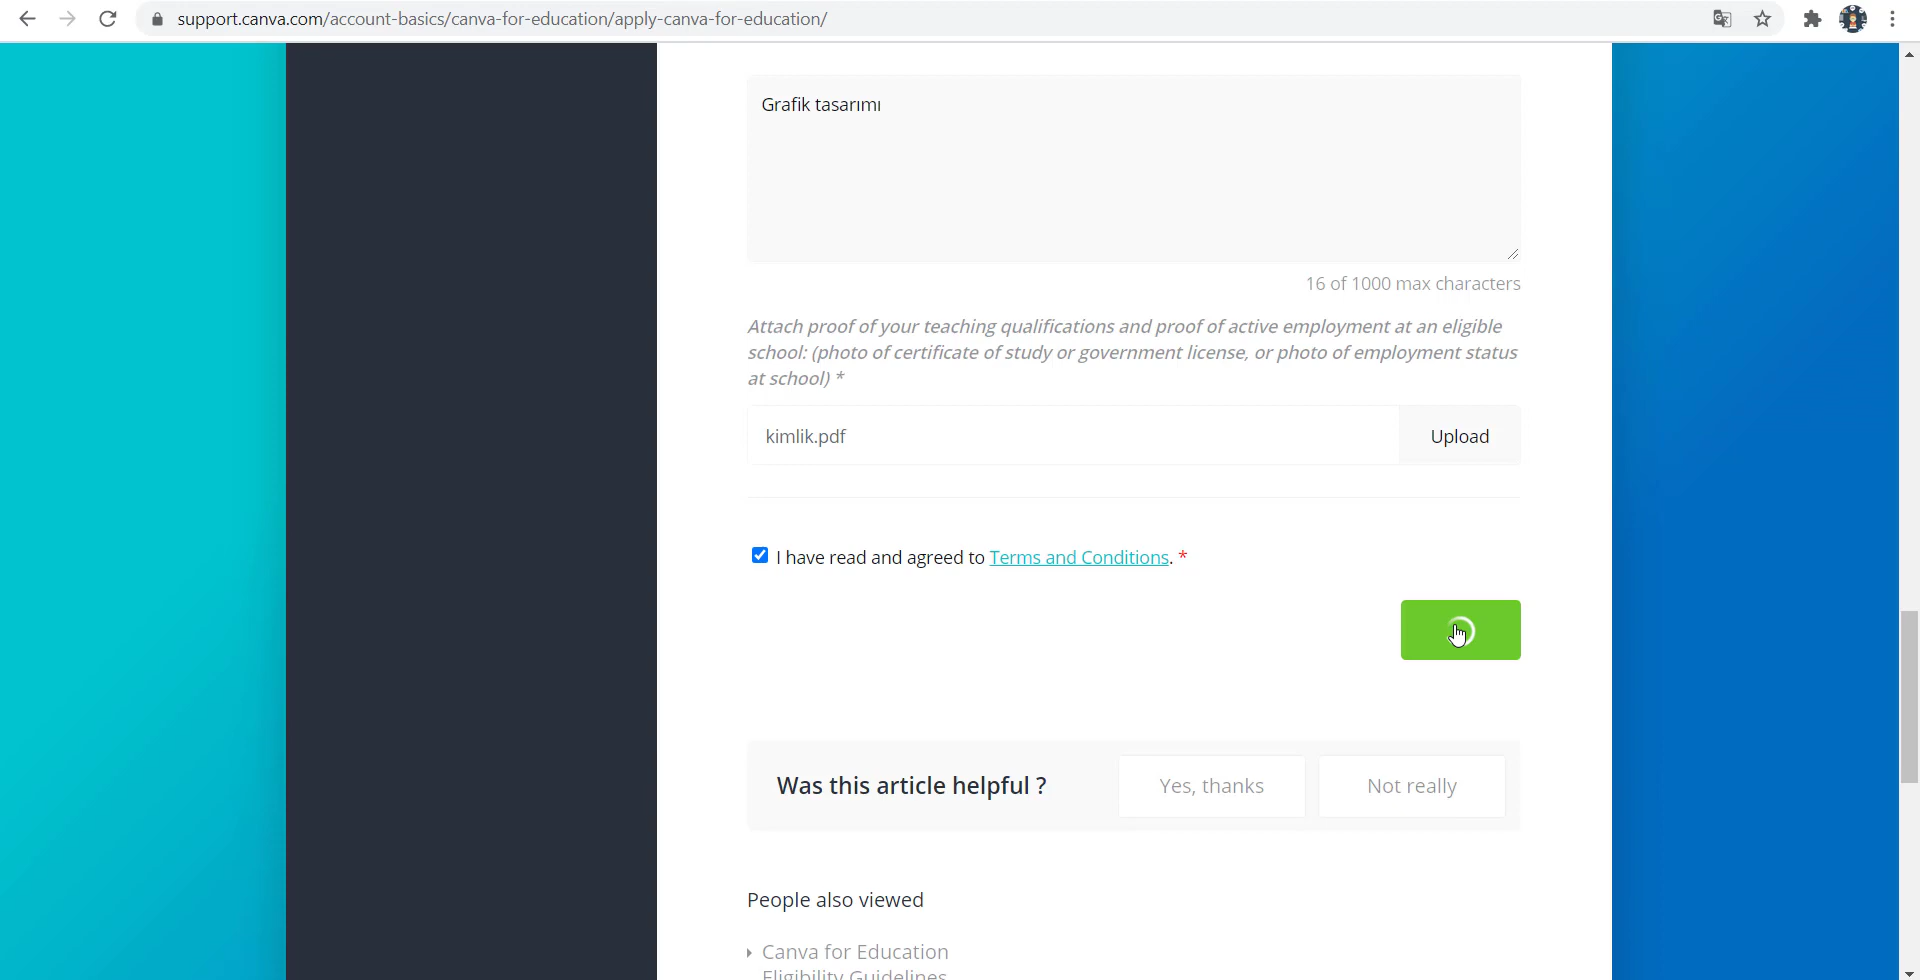 support.canva.com/account-basics/canva-for-education/apply-canva-for-education/
Grafik tasarımı
16 of 1000 max characters
Attach proof of your teaching qualifications and proof of active employment at an eligible
school: (photo of certificate of study or government license, or photo of employment status
at school) *
kimlik.pdf
Upload
I have read and agreed to Terms and Conditions. *
Was this article helpful ?
Yes, thanks
Not really
People also viewed
Canva for Education
Eligibility Guidelines